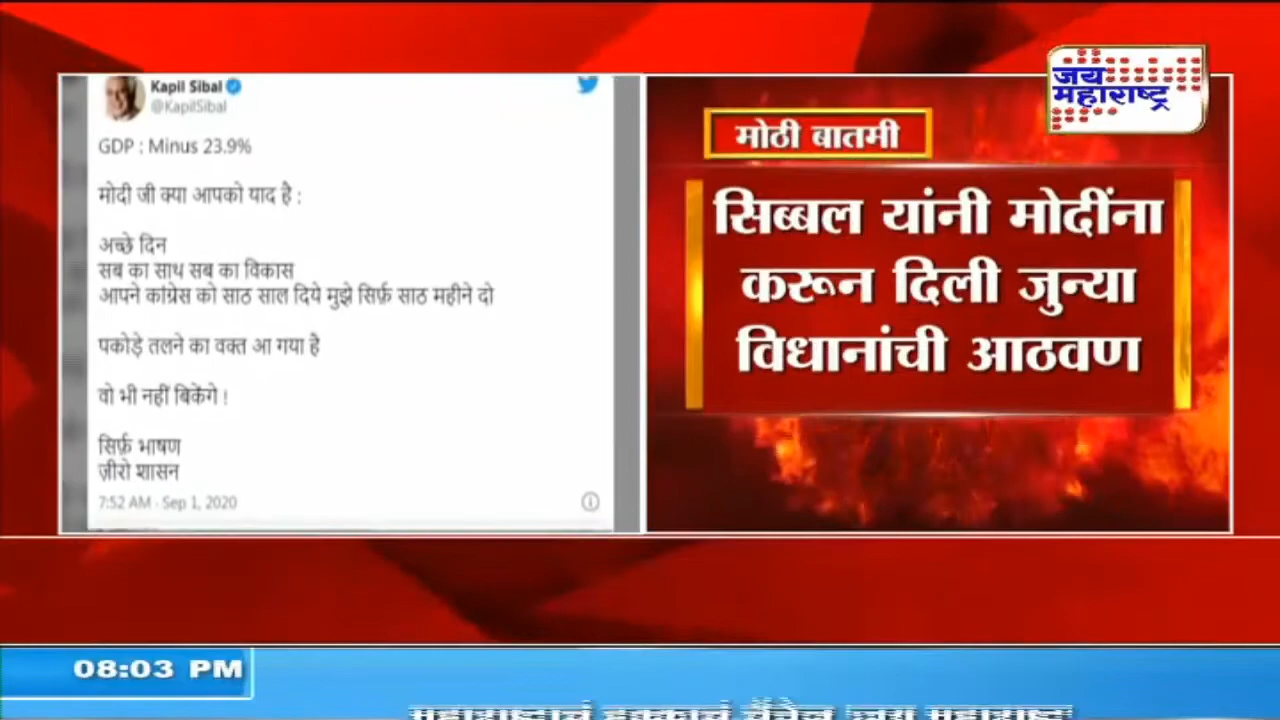 Kapil Sibal
@KapilSibal
GDP : Minus 23.9%
मोदी जी क्या आपको याद है :
अच्छे दिन
सब का साथ सब का विकास
आपने कांग्रेस को साठ साल दिये मुझे सिर्फ़ साठ महीने दो
पकोड़े तलने का वक्त आ गया है
वो भी नहीं बिकेंगे !
सिर्फ़ भाषण
ज़ीरो शासन
7:52 AM · Sep 1, 2020
जय
महाराष्ट्र
मोठी बातमी
सिब्बल यांनी मोदींना
करून दिली जुन्या
विधानांची आठवण
08:03 PM